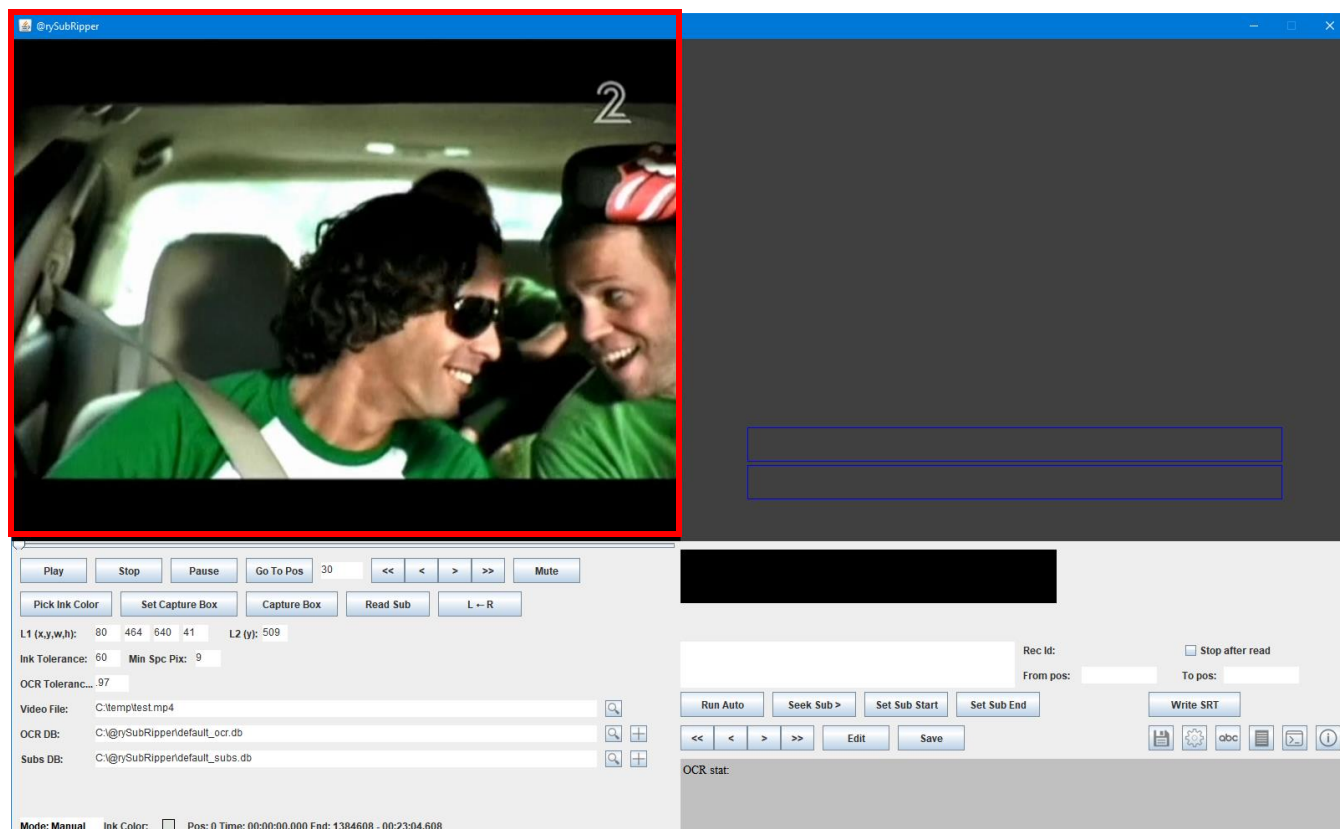 @rySubRipper
2
Play Stop Pause Go To Pos 30 << < > >> Mute
Pick Ink Color Set Capture Box Capture Box Read Sub L←R
L1 (x,y,w,h): 80 464 640 41 L2 (y): 509
Ink Tolerance: 60 Min Spc Pix: 9
OCR Toleranc... .97
Video File: C:\temp\test.mp4
OCR DB: C:\@rySubRipper\default_ocr.db
Subs DB: C:\@rySubRipper\default_subs.db
Mode: Manual Ink Color: Pos: 0 Time: 00:00:00.000 End: 1384608 - 00:23:04.608
Rec Id: Stop after read
From pos: To pos:
Run Auto Seek Sub > Set Sub Start Set Sub End Write SRT
<< < > >> Edit Save abc
OCR stat: